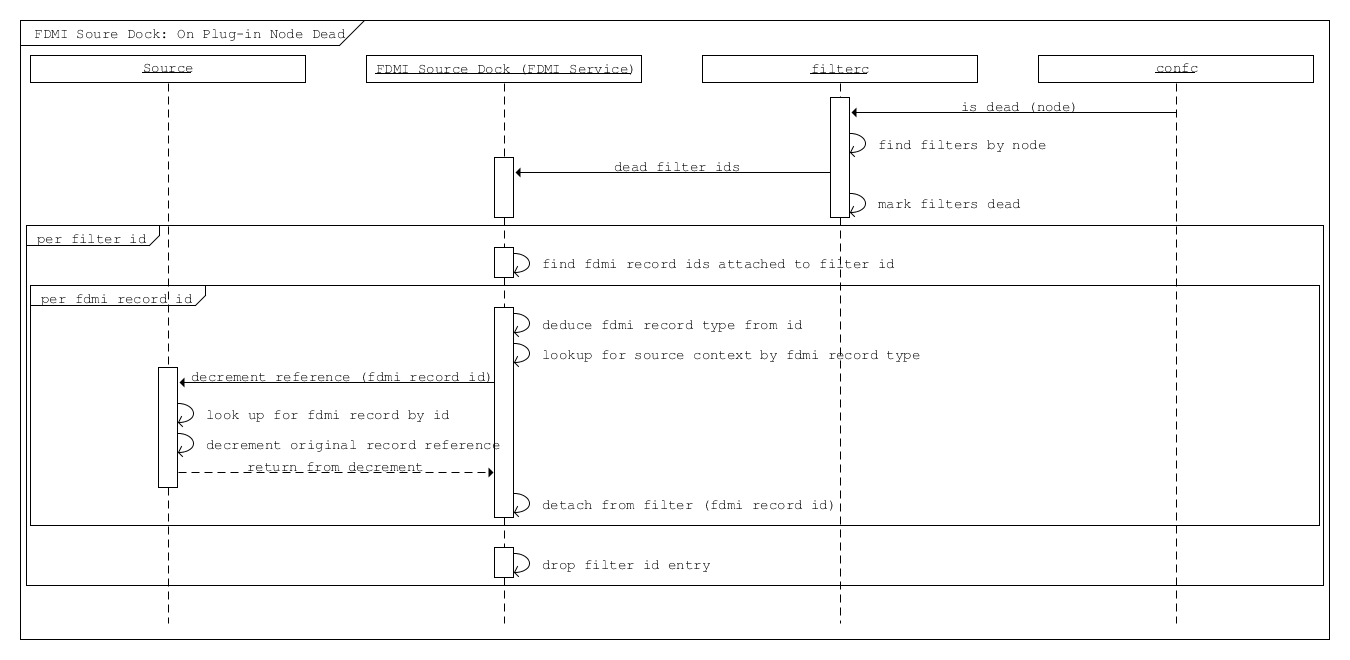 FDMI Soure Dock: On Plug-in Node Dead
Source
FDMI Source Dock (FDMI Service)
filterc
confc
is dead (node)
find filters by node
dead filter ids
mark filters dead
per filter id
find fdmi record ids attached to filter id
per fdmi record id
deduce fdmi record type from id
lookup for source context by fdmi record type
decrement reference (fdmi record id)
look up for fdmi record by id
decrement original record reference
return from decrement
detach from filter (fdmi record id)
drop filter id entry